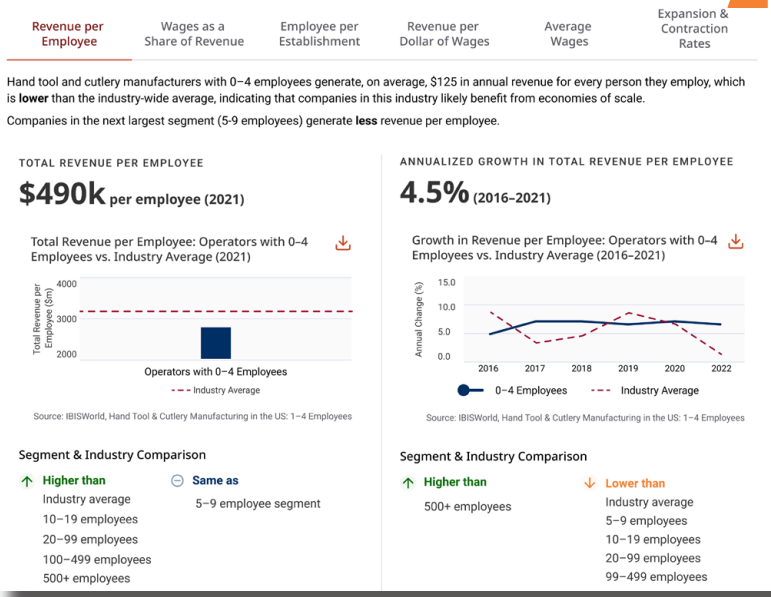 Revenue per
Employee
Wages as a
Share of Revenue
Employee per
Establishment
Revenue per
Dollar of Wages
Average
Wages
Expansion &
Contraction
Rates
Hand tool and cutlery manufacturers with 0–4 employees generate, on average, $125 in annual revenue for every person they employ, which
is lower than the industry-wide average, indicating that companies in this industry likely benefit from economies of scale.
Companies in the next largest segment (5-9 employees) generate less revenue per employee.
TOTAL REVENUE PER EMPLOYEE
$490k per employee (2021)
Total Revenue per Employee: Operators with 0–4
Employees vs. Industry Average (2021)
Total Revenue per
Employee ($m)
4000
3000
2000
Operators with 0–4 Employees
Industry Average
Source: IBISWorld, Hand Tool & Cutlery Manufacturing in the US: 1–4 Employees
Segment & Industry Comparison
Higher than
Industry average
10–19 employees
20–99 employees
100–499 employees
500+ employees
Same as
5–9 employee segment
ANNUALIZED GROWTH IN TOTAL REVENUE PER EMPLOYEE
4.5% (2016–2021)
Growth in Revenue per Employee: Operators with 0–4
Employees vs. Industry Average (2016–2021)
Annual Change (%)
15.0
10.0
5.0
0.0
2016 2017 2018 2019 2020 2022
0–4 Employees Industry Average
Source: IBISWorld, Hand Tool & Cutlery Manufacturing in the US: 1–4 Employees
Segment & Industry Comparison
Higher than
500+ employees
Lower than
Industry average
5–9 employees
10–19 employees
20–99 employees
99–499 employees